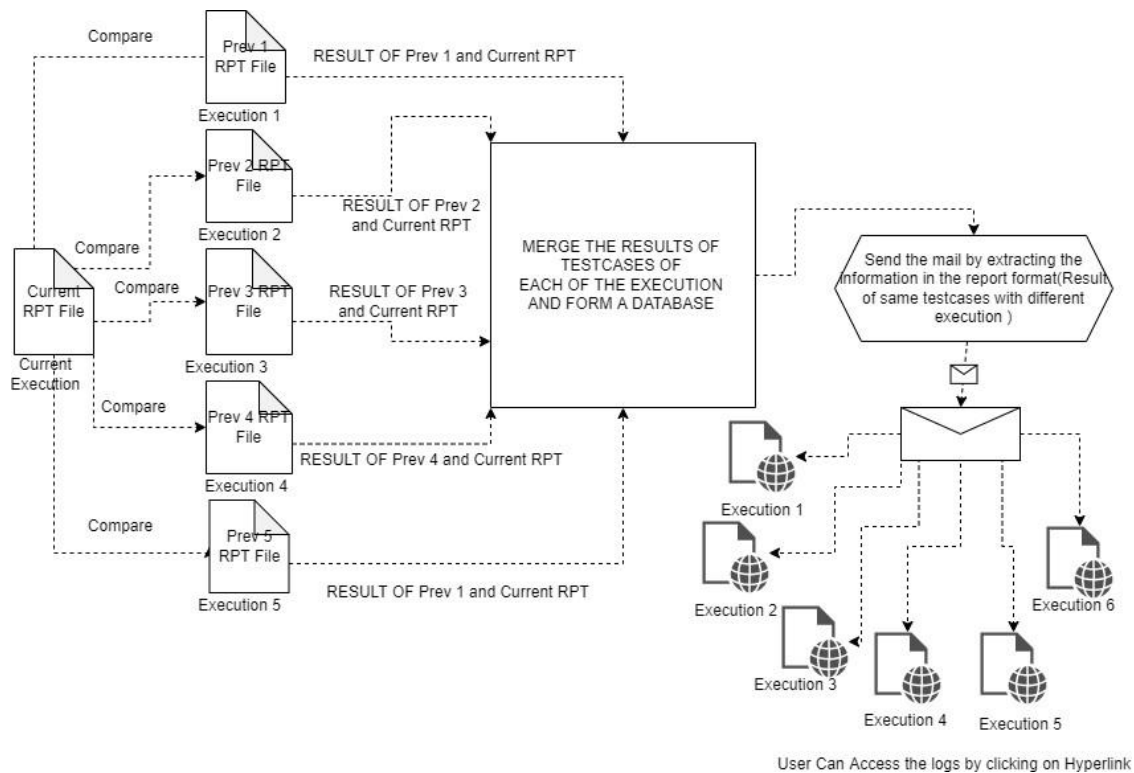 Compare
Prev 1
RPT File
Execution 1
RESULT OF Prev 1 and Current RPT
Prev 2 RPT
File
Execution 2
RESULT OF Prev 2
and Current RPT
Compare
Current
RPT File
Current
Execution
Compare
Prev 3 RPT
File
Execution 3
RESULT OF Prev 3
and Current RPT
Compare
Prev 4 RPT
File
Execution 4
RESULT OF Prev 4 and Current RPT
Compare
Prev 5
RPT File
Execution 5
RESULT OF Prev 1 and Current RPT
MERGE THE RESULTS OF
TESTCASES OF
EACH OF THE EXECUTION
AND FORM A DATABASE
Send the mail by extracting the
information in the report format(Result
of same testcases with different
execution )
Execution 1
Execution 2
Execution 3
Execution 4
Execution 5
Execution 6
User Can Access the logs by clicking on Hyperlink